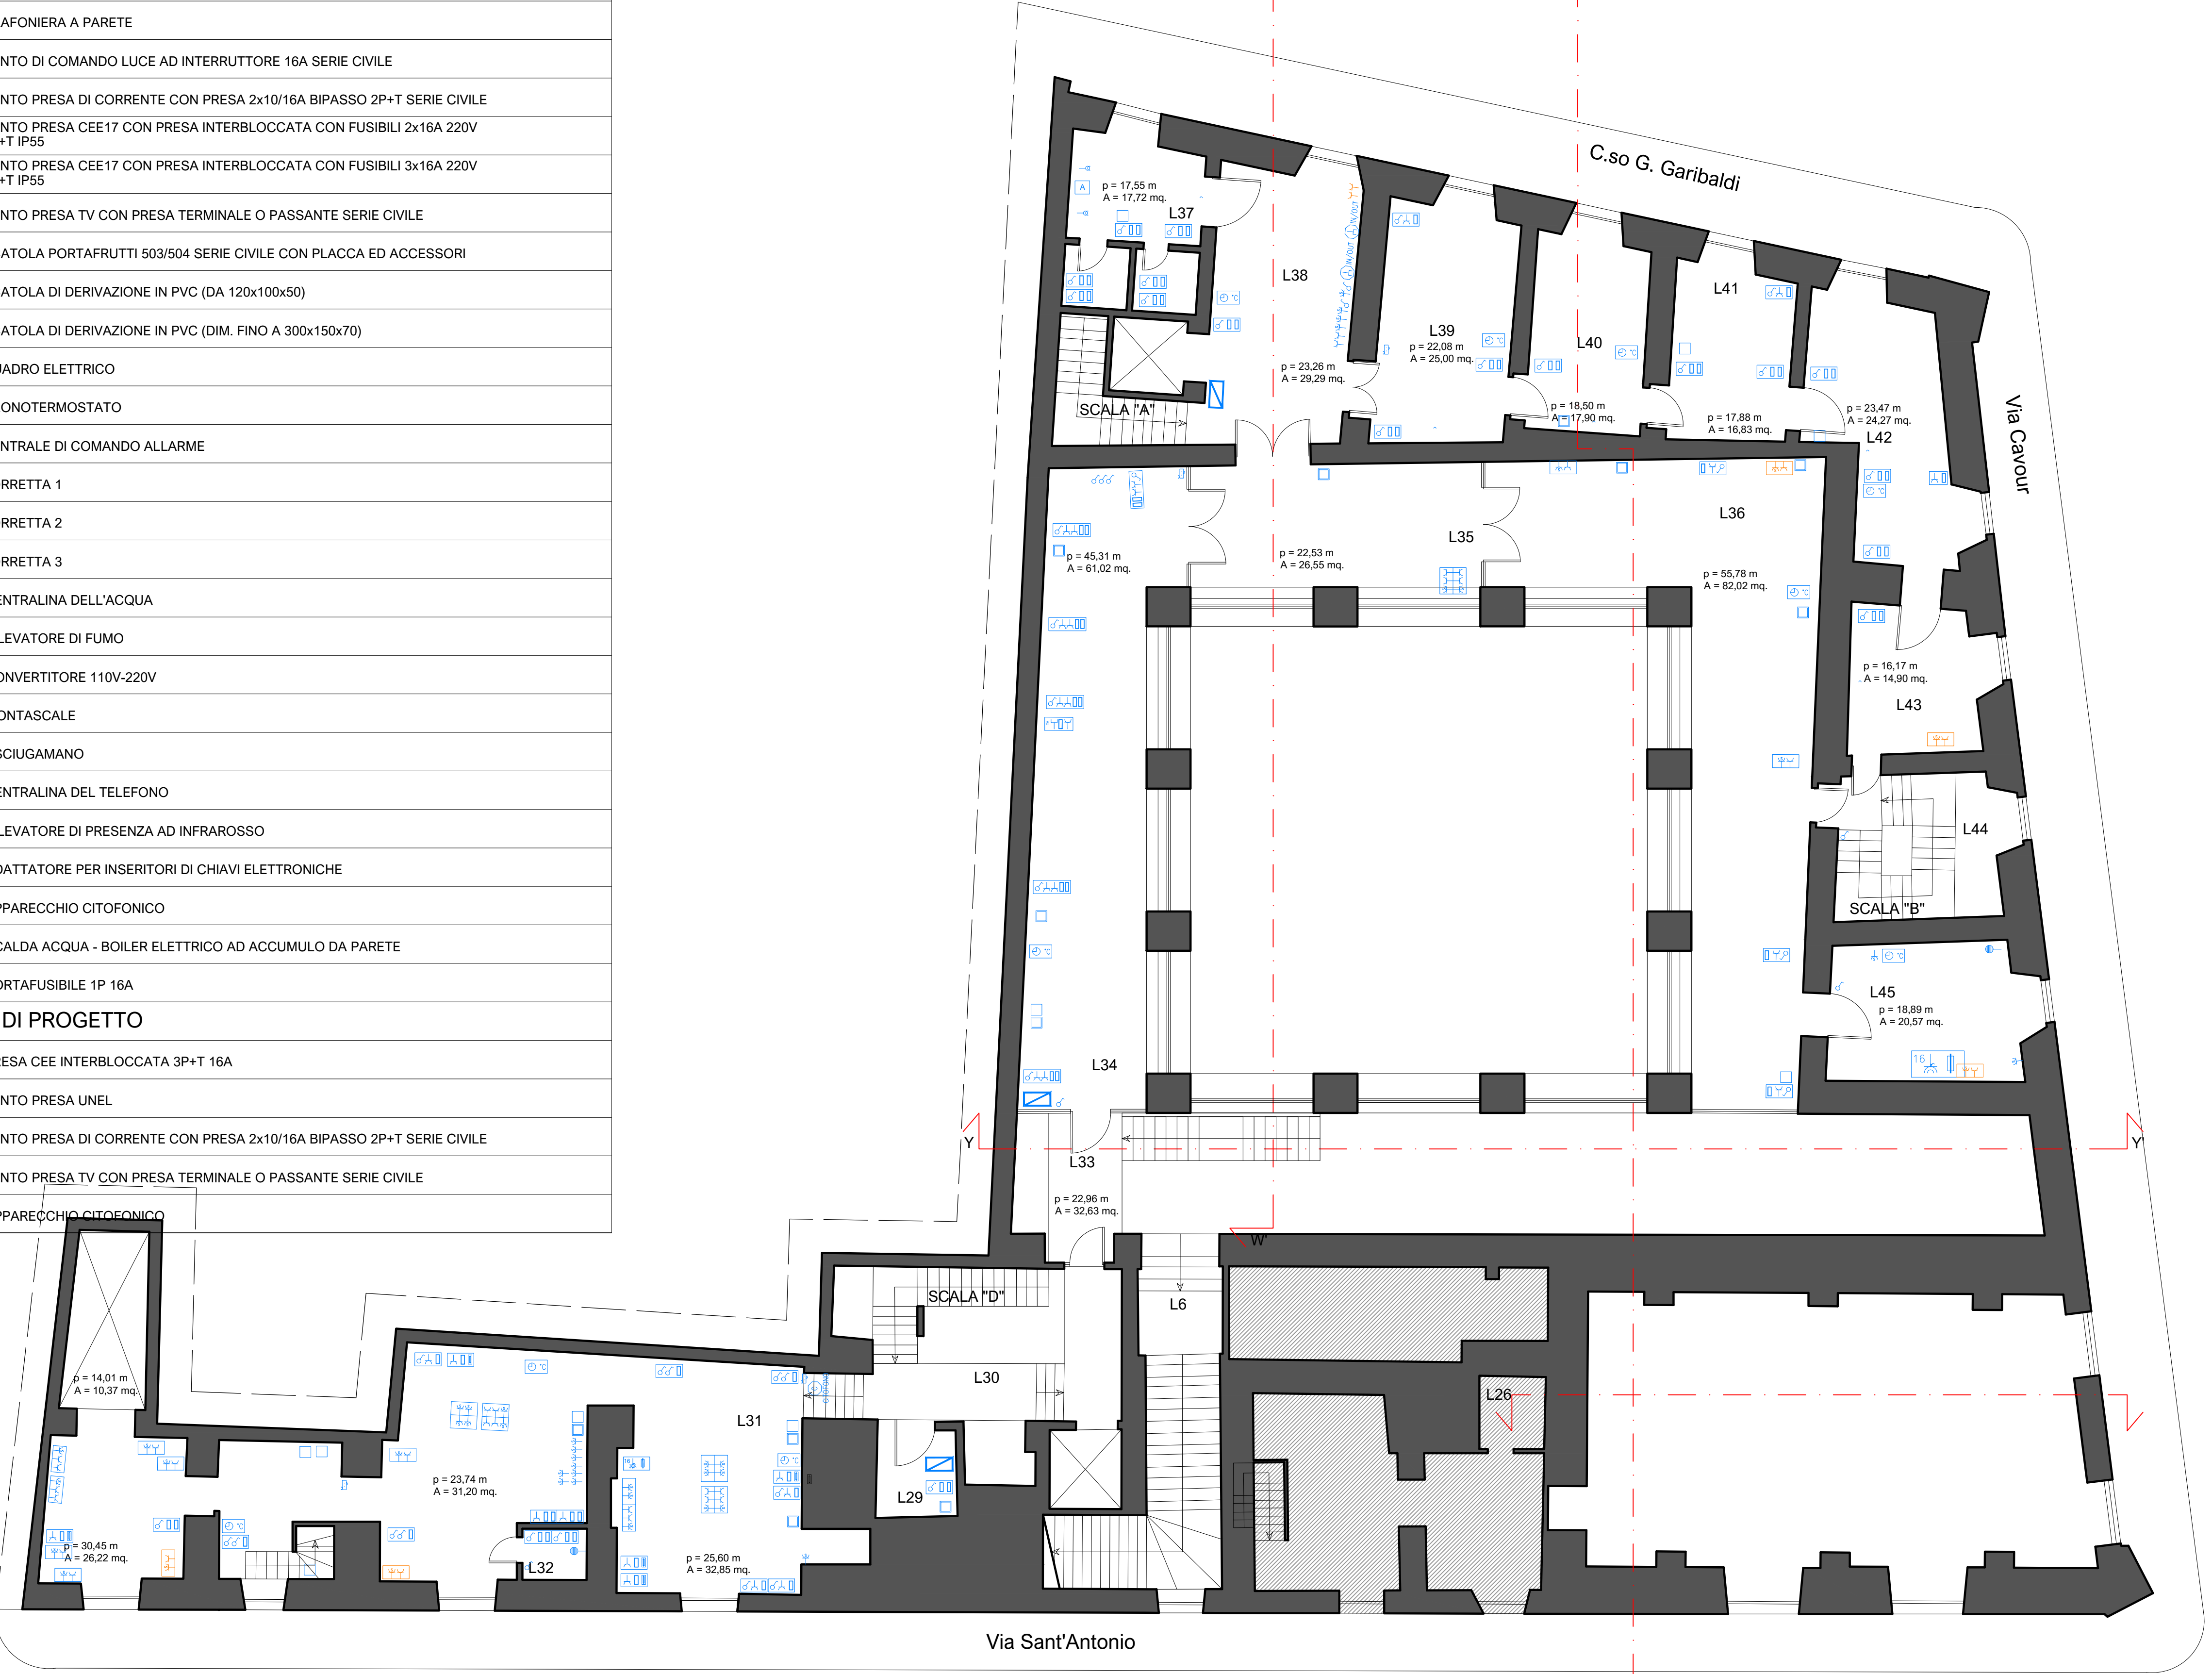 AFONIERA A PARETE
NTO DI COMANDO LUCE AD INTERRUTTORE 16A SERIE CIVILE
NTO PRESA DI CORRENTE CON PRESA 2x10/16A BIPASSO 2P+T SERIE CIVILE
NTO PRESA CEE17 CON PRESA INTERBLOCCATA CON FUSIBILI 2x16A 220V
+T IP55
NTO PRESA CEE17 CON PRESA INTERBLOCCATA CON FUSIBILI 3x16A 220V
+T IP55
NTO PRESA TV CON PRESA TERMINALE O PASSANTE SERIE CIVILE
ATOLA PORTAFRUTTI 503/504 SERIE CIVILE CON PLACCA ED ACCESSORI
ATOLA DI DERIVAZIONE IN PVC (DA 120x100x50)
ATOLA DI DERIVAZIONE IN PVC (DIM. FINO A 300x150x70)
UADRO ELETTRICO
RONOTERMOSTATO
NTRALE DI COMANDO ALLARME
RRETTA 1
RRETTA 2
RRETTA 3
ENTRALINA DELL'ACQUA
LEVATORE DI FUMO
ONVERTITORE 110V-220V
ONTASCALE
SCIUGAMANO
ENTRALINA DEL TELEFONO
LEVATORE DI PRESENZA AD INFRAROSSO
DATTATORE PER INSERITORI DI CHIAVI ELETTRONICHE
PPARECCHIO CITOFONICO
CALDA ACQUA - BOILER ELETTRICO AD ACCUMULO DA PARETE
ORTAFUSIBILE 1P 16A
DI PROGETTO
RESA CEE INTERBLOCCATA 3P+T 16A
NTO PRESA UNEL
NTO PRESA DI CORRENTE CON PRESA 2x10/16A BIPASSO 2P+T SERIE CIVILE
NTO PRESA TV CON PRESA TERMINALE O PASSANTE SERIE CIVILE
PPARECCHIO CITOFONICO
C.so G. Garibaldi
Via Cavour
A
p = 17,55 m
A = 17,72 mq.
L37
L38
IN/OUT
IN/OUT
p = 23,26 m
A = 29,29 mq.
L39
p = 22,08 m
A = 25,00 mq.
L40
p = 18,50 m
A = 17,90 mq.
L41
p = 17,88 m
A = 16,83 mq.
p = 23,47 m
A = 24,27 mq.
L42
°C
°C
°C
°C
SCALA "A"
p = 45,31 m
A = 61,02 mq.
p = 22,53 m
A = 26,55 mq.
L35
L36
p = 55,78 m
A = 82,02 mq.
°C
p = 16,17 m
A = 14,90 mq.
L43
L44
SCALA "B"
°C
°C
L45
p = 18,89 m
A = 20,57 mq.
16
L34
Y
Y'
L33
p = 22,96 m
A = 32,63 mq.
W'
SCALA "D"
L6
L30
L26
p = 14,01 m
A = 10,37 mq.
°C
L31
p = 23,74 m
A = 31,20 mq.
16
°C
L29
°C
p = 30,45 m
A = 26,22 mq.
L32
p = 25,60 m
A = 32,85 mq.
Via Sant'Antonio